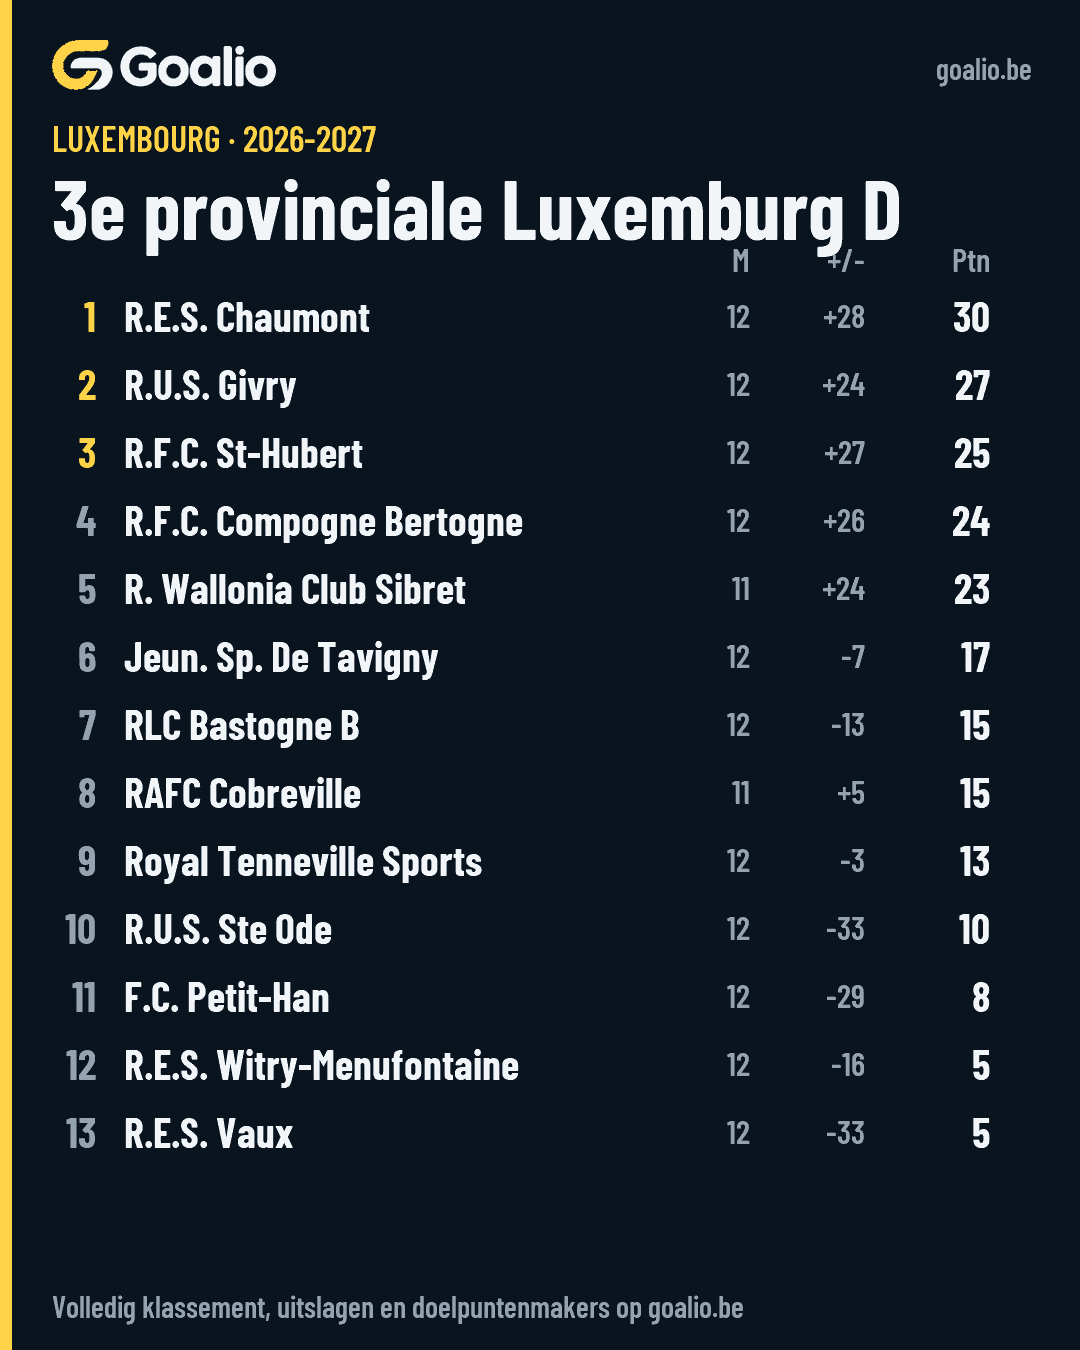 Goalio
goalio.be
LUXEMBOURG · 2026-2027
3e provinciale Luxemburg D
M +/- Ptn
1 R.E.S. Chaumont 12 +28 30
2 R.U.S. Givry 12 +24 27
3 R.F.C. St-Hubert 12 +27 25
4 R.F.C. Compogne Bertogne 12 +26 24
5 R. Wallonia Club Sibret 11 +24 23
6 Jeun. Sp. De Tavigny 12 -7 17
7 RLC Bastogne B 12 -13 15
8 RAFC Cobreville 11 +5 15
9 Royal Tenneville Sports 12 -3 13
10 R.U.S. Ste Ode 12 -33 10
11 F.C. Petit-Han 12 -29 8
12 R.E.S. Witry-Menufontaine 12 -16 5
13 R.E.S. Vaux 12 -33 5
Volledig klassement, uitslagen en doelpuntenmakers op goalio.be